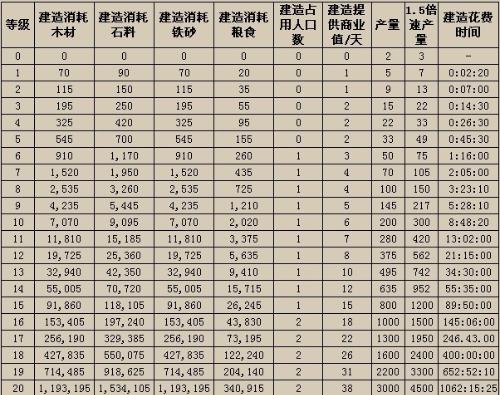 等级 建造消耗木材 建造消耗石料 建造消耗铁砂 建造消耗粮食 建造占用人口数 建造提供商业值/天 产量 1.5倍速产量 建造花费时间
0 0 0 0 0 0 0 2 3 -
1 70 90 70 20 0 1 5 7 0:02:20
2 115 150 115 35 0 1 9 13 0:07:00
3 195 250 195 55 0 2 15 22 0:14:30
4 325 420 325 95 0 2 22 33 0:26:30
5 545 700 545 155 0 2 33 49 0:45:30
6 910 1,170 910 260 1 3 50 75 1:16:00
7 1,520 1,950 1,520 435 1 4 70 105 2:05:00
8 2,535 3,260 2,535 725 1 4 100 150 3:23:10
9 4,235 5,445 4,235 1,210 1 5 145 217 5:28:10
10 7,070 9,095 7,070 2,020 1 6 200 300 8:48:20
11 11,810 15,185 11,810 3,375 1 7 280 420 13:02:00
12 19,725 25,360 19,725 5,635 1 8 375 562 21:15:00
13 32,940 42,350 32,940 9,410 1 10 495 742 34:30:00
14 55,005 70,720 55,005 15,715 1 12 635 952 55:35:00
15 91,860 118,105 91,860 26,245 1 15 800 1200 89:50:00
16 153,405 197,240 153,405 43,830 2 18 1000 1500 145:06:00
17 256,190 329,385 256,190 73,195 2 22 1300 1950 246.43.00
18 427,835 550,075 427,835 122,240 2 26 1600 2400 400:00:00
19 714,485 918,625 714,485 204,140 2 31 2200 3300 652:52:10
20 1,193,195 1,534,105 1,193,195 340,915 2 38 3000 4500 1062:15:25